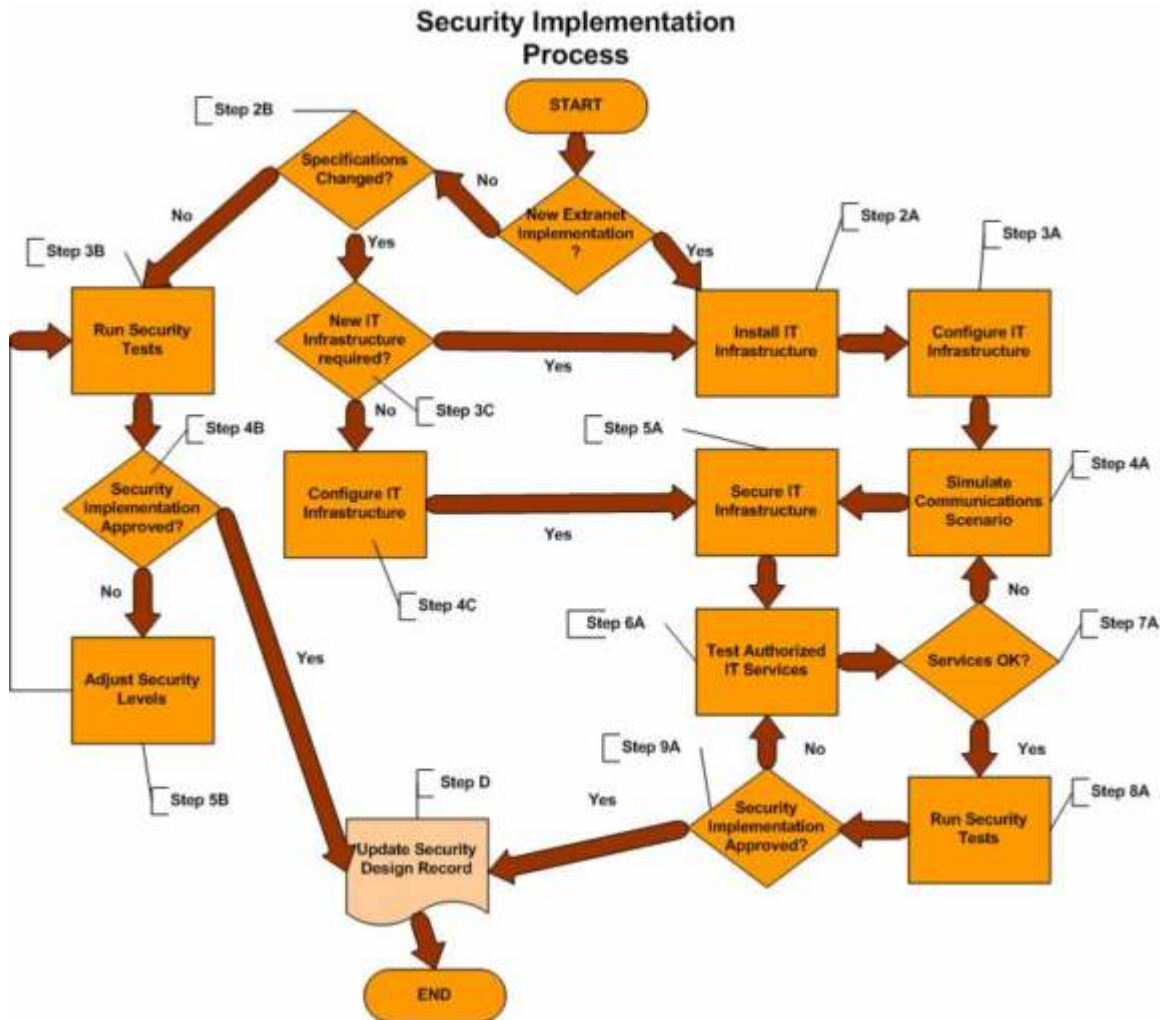 Security Implementation
Process
START
Step 2B
Specifications
Changed?
No
No
New Extranet
Implementation
?
Yes
Step 2A
Step 3A
Step 3B
Yes
Run Security
Tests
New IT
Infrastructure
required?
Yes
Install IT
Infrastructure
Configure IT
Infrastructure
No
Step 3C
Step 4B
Step 5A
Security
Implementation
Approved?
Configure IT
Infrastructure
Yes
Secure IT
Infrastructure
Simulate
Communications
Scenario
Step 4A
No
Step 4C
No
Step 6A
Step 7A
Adjust Security
Levels
Yes
Test Authorized
IT Services
Services OK?
Step 5B
Step D
Step 9A
No
Yes
Yes
Step 8A
Update Security
Design Record
Security
Implementation
Approved?
Run Security
Tests
END